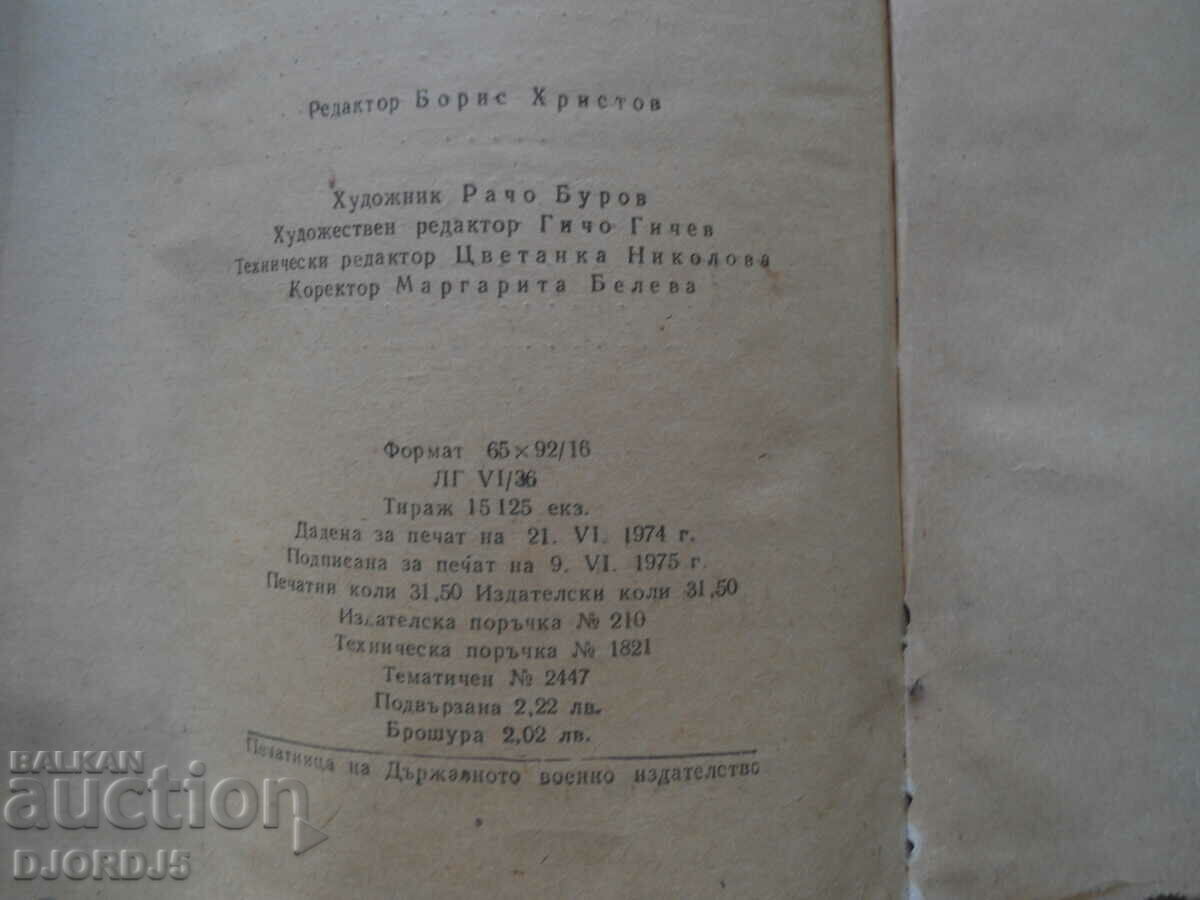 Редактор Борис Христов
Художник Рачо Буров
Художествен редактор Гичо Гичев
Технически редактор Цветанка Николова
Коректор Маргарита Белева
Формат 65×92/16
ЛГ VI/36
Тираж 15 125 екз.
Дадена за печат на 21. VI. 1974 г.
Подписана за печат на 9. VI. 1975 г.
Печатни коли 31,50 Издателски коли 31,50
Издателска поръчка № 210
Техническа поръчка № 1821
Тематичен № 2447
Подвързана 2,22 лв.
Брошура 2,02 лв.
Печатница на Държавното военно издателство
BALKAN
auction
DJORDJ5